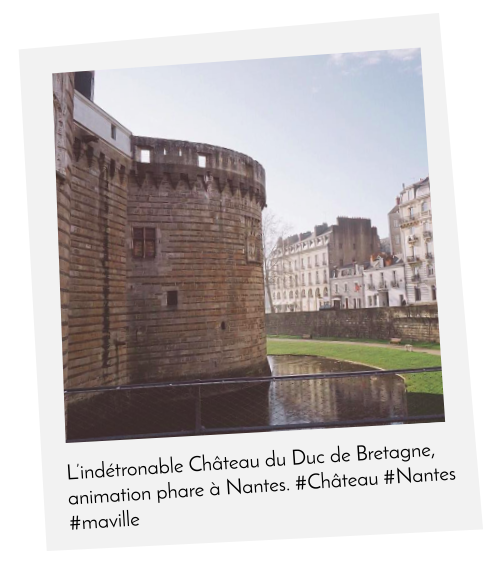 L'indétronable Château du Duc de Bretagne,
animation phare à Nantes. #Château #Nantes
#maville